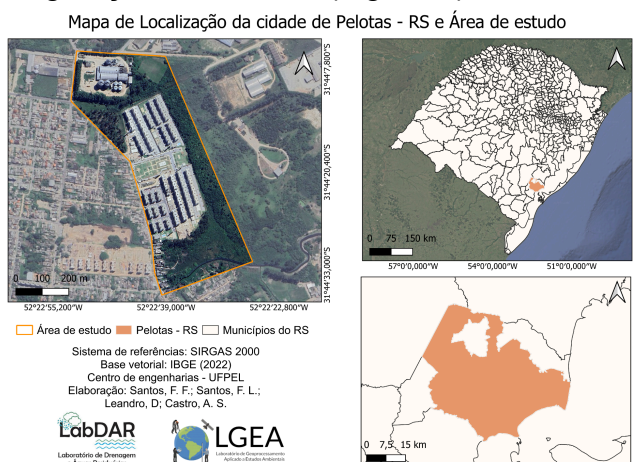 Mapa de Localização da cidade de Pelotas - RS e Área de estudo
31°44'7,800"S
31°44'20,400"S
31°44'33,000"S
0 100 200 m
52°22'55,200"W 52°22'39,000"W 52°22'22,800"W
0 75 150 km
57°0'0,000"W 54°0'0,000"W 51°0'0,000"W
Área de estudo Pelotas - RS Municípios do RS
Sistema de referências: SIRGAS 2000
Base vetorial: IBGE (2022)
Centro de engenharias - UFPEL
Elaboração: Santos, F. F.; Santos, F. L.;
Leandro, D; Castro, A. S.
LabDAR
Laboratório de Drenagem
LGEA
Laboratório de Geoprocessamento
Aplicado e Estudos Ambientais
0 7,5 15 km